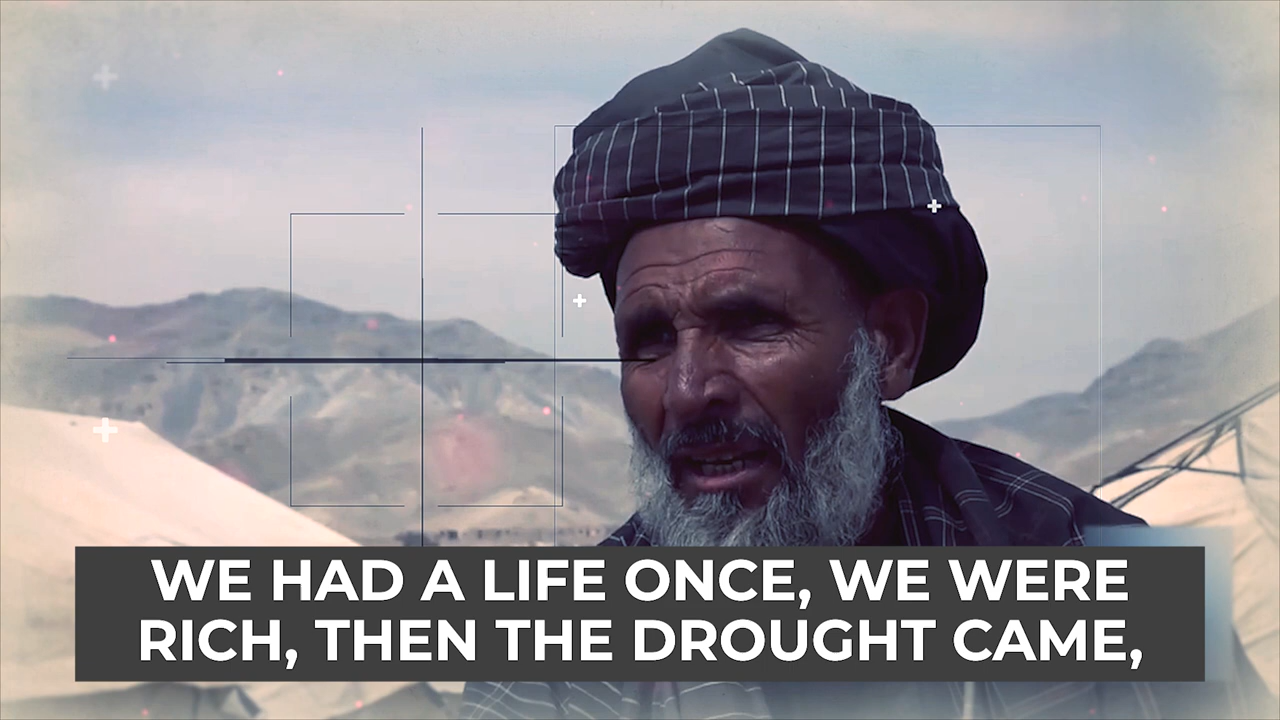 WE HAD A LIFE ONCE, WE WERE
RICH, THEN THE DROUGHT CAME,